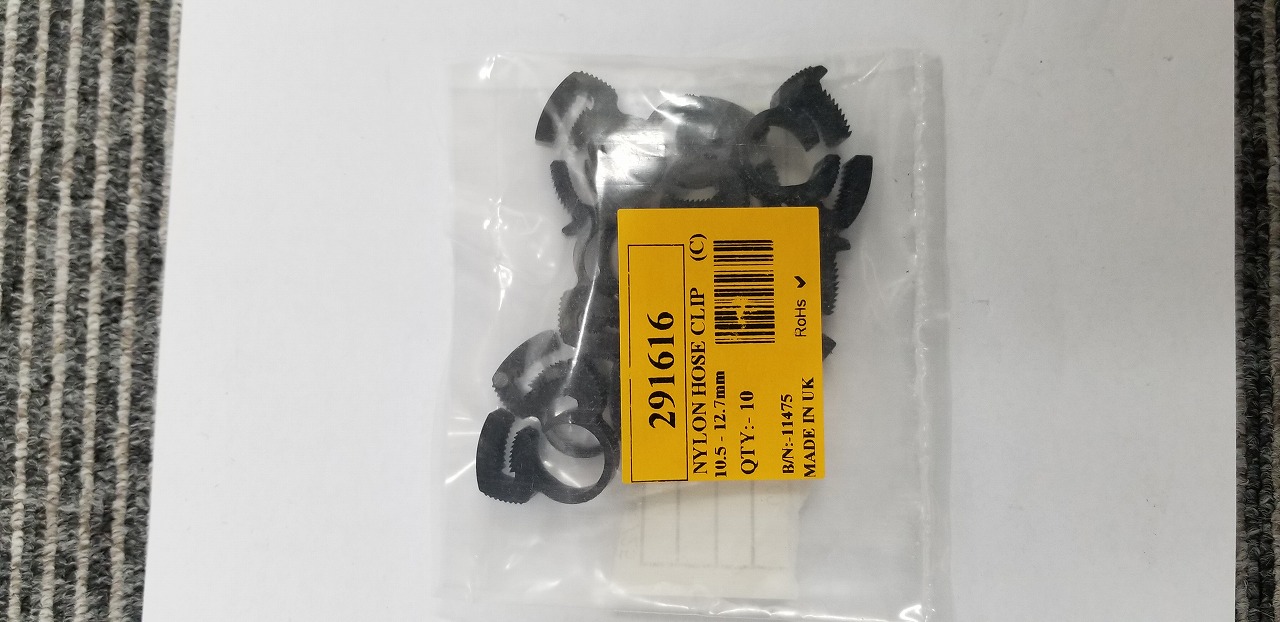 291616
NYLON HOSE CLIP (C)
10.5 - 12.7mm
QTY:- 10
RoHs ✓
B/N:-11475
MADE IN UK